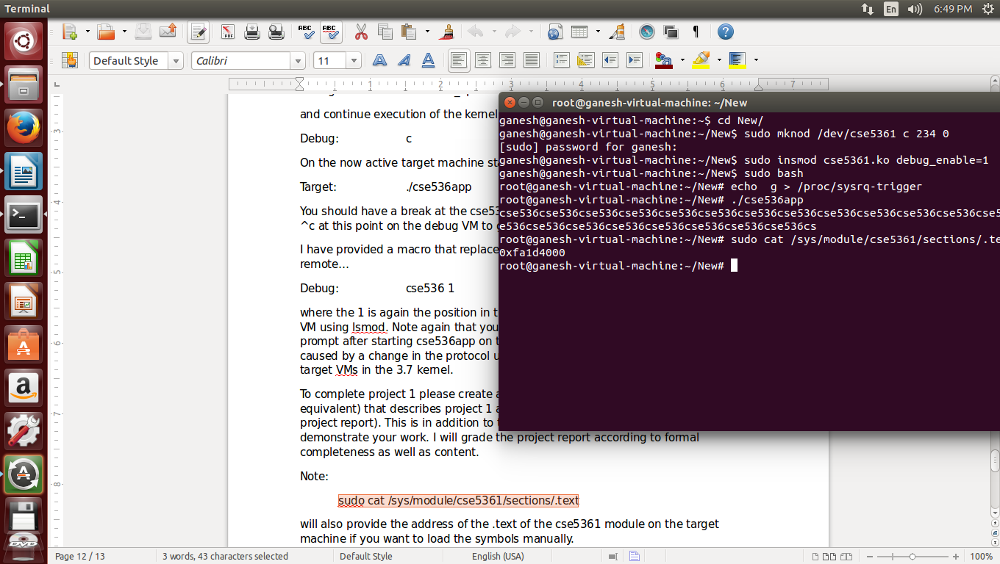 Terminal
En
6:49 PM
Default Style
Calibri
11
1 2 3 4 5 6 7
and continue execution of the kernel
Debug: c
On the now active target machine st
Target: ./cse536app
You should have a break at the cse53
^c at this point on the debug VM to g
I have provided a macro that replace
remote...
Debug: cse536 1
where the 1 is again the position in t
VM using lsmod. Note again that you
prompt after starting cse536app on t
caused by a change in the protocol u
target VMs in the 3.7 kernel.
To complete project 1 please create a
equivalent) that describes project 1 a
project report). This is in addition to t
demonstrate your work. I will grade the project report according to formal
completeness as well as content.
Note:
sudo cat /sys/module/cse5361/sections/.text
will also provide the address of the .text of the cse5361 module on the target
machine if you want to load the symbols manually.
root@ganesh-virtual-machine: ~/New
ganesh@ganesh-virtual-machine:~$ cd New/
ganesh@ganesh-virtual-machine:~/New$ sudo mknod /dev/cse5361 c 234 0
[sudo] password for ganesh:
ganesh@ganesh-virtual-machine:~/New$ sudo insmod cse5361.ko debug_enable=1
ganesh@ganesh-virtual-machine:~/New$ sudo bash
root@ganesh-virtual-machine:~/New# echo  g > /proc/sysrq-trigger
root@ganesh-virtual-machine:~/New# ./cse536app
cse536cse536cse536cse536cse536cse536cse536cse536cse536cse536cse536cse536cse5
e536cse536cse536cse536cse536cse536cse536cse536cse536cs
root@ganesh-virtual-machine:~/New# sudo cat /sys/module/cse5361/sections/.te
0xfa1d4000
root@ganesh-virtual-machine:~/New#
Page 12 / 13
3 words, 43 characters selected
Default Style
English (USA)
100%